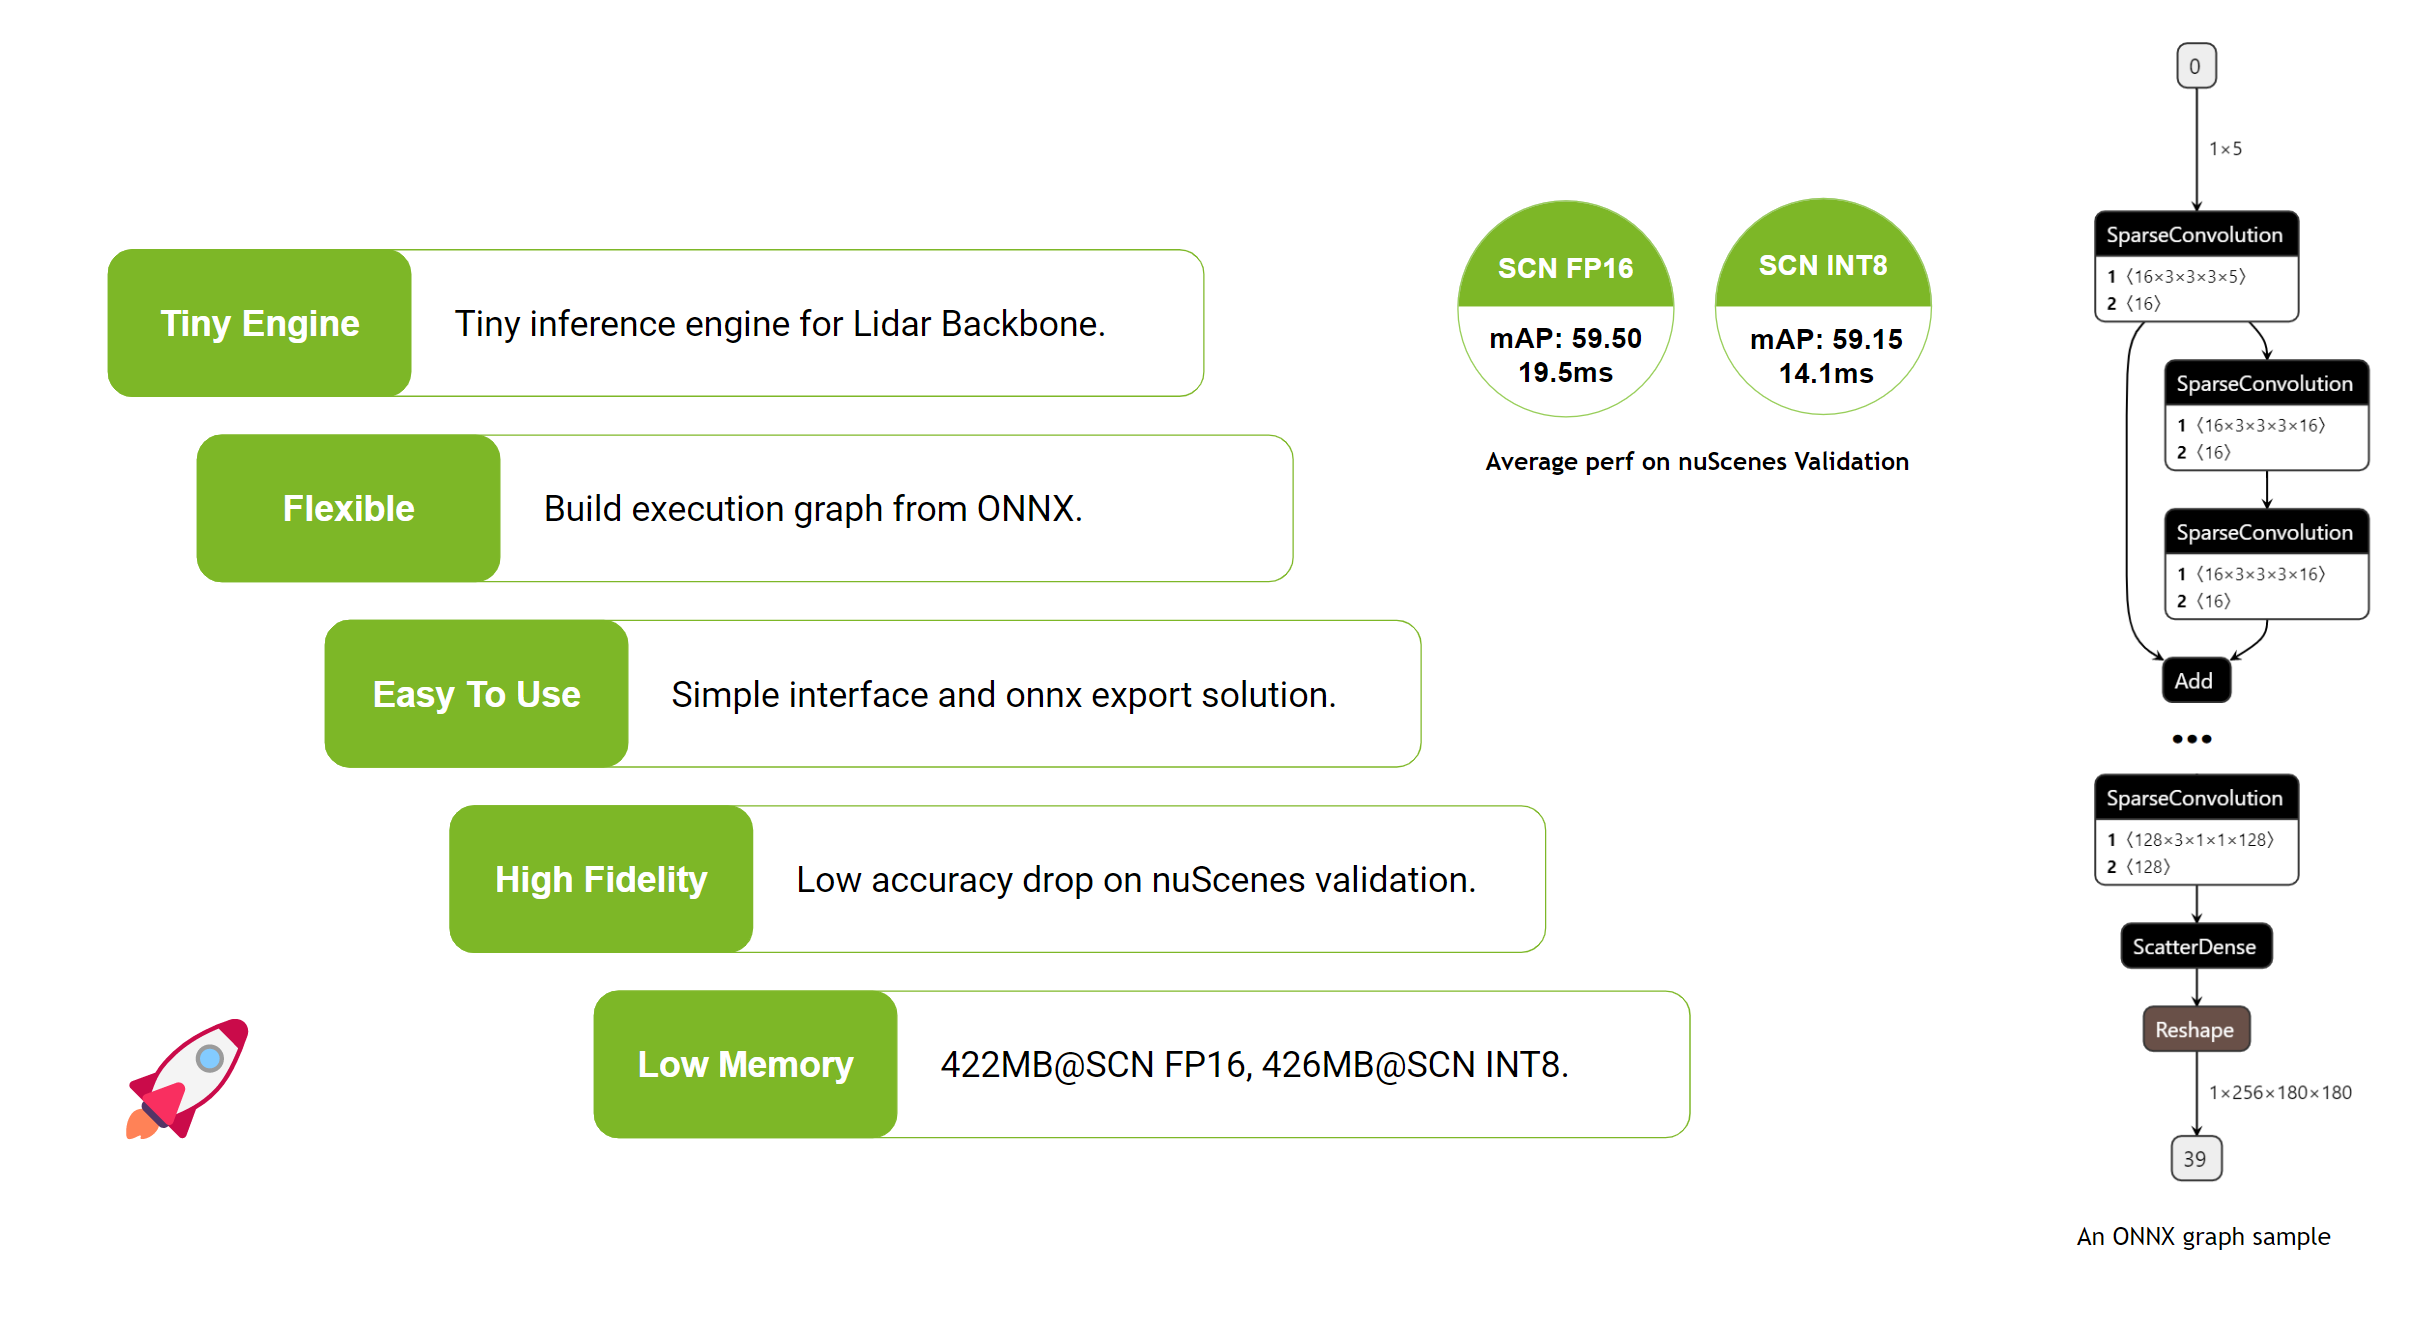 Tiny Engine
Tiny inference engine for Lidar Backbone.
Flexible
Build execution graph from ONNX.
Easy To Use
Simple interface and onnx export solution.
High Fidelity
Low accuracy drop on nuScenes validation.
Low Memory
422MB@SCN FP16, 426MB@SCN INT8.
SCN FP16
mAP: 59.50
19.5ms
SCN INT8
mAP: 59.15
14.1ms
Average perf on nuScenes Validation
0
1×5
SparseConvolution
1 〈16×3×3×3×5〉
2 〈16〉
SparseConvolution
1 〈16×3×3×3×16〉
2 〈16〉
SparseConvolution
1 〈16×3×3×3×16〉
2 〈16〉
Add
•••
SparseConvolution
1 〈128×3×1×1×128〉
2 〈128〉
ScatterDense
Reshape
1×256×180×180
39
An ONNX graph sample